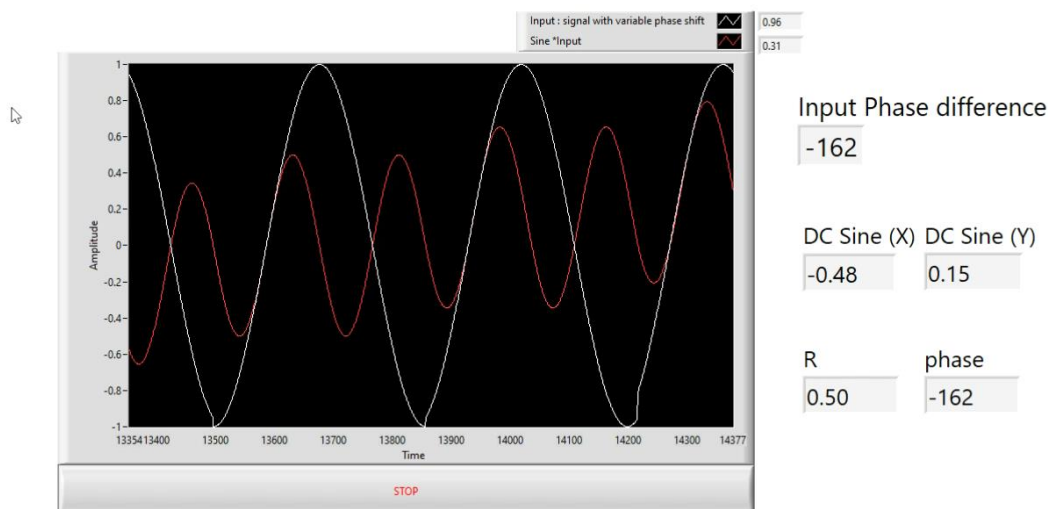 Input : signal with variable phase shift 0.96
Sine *Input 0.31
Amplitude
1
0.8
0.6
0.4
0.2
0
-0.2
-0.4
-0.6
-0.8
-1
13354 13400 13500 13600 13700 13800 13900 14000 14100 14200 14300 14377
Time
STOP
Input Phase difference
-162
DC Sine (X) DC Sine (Y)
-0.48 0.15
R phase
0.50 -162